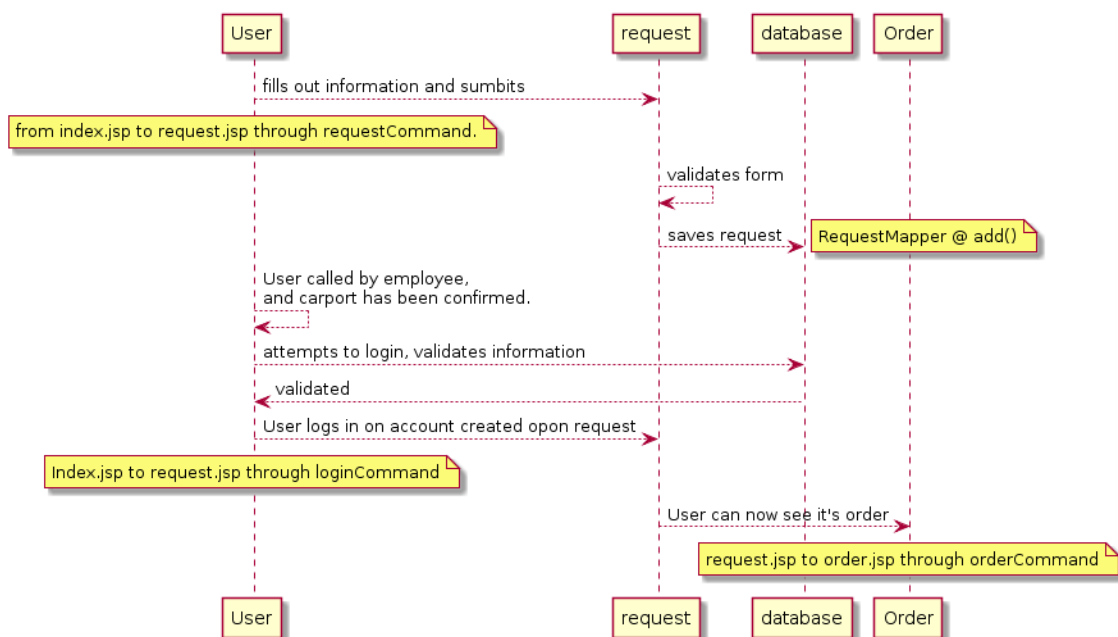 User
request
database
Order
fills out information and sumbits
from index.jsp to request.jsp through requestCommand.
validates form
saves request
RequestMapper @ add()
User called by employee,
and carport has been confirmed.
attempts to login, validates information
validated
User logs in on account created opon request
Index.jsp to request.jsp through loginCommand
User can now see it's order
request.jsp to order.jsp through orderCommand
User
request
database
Order